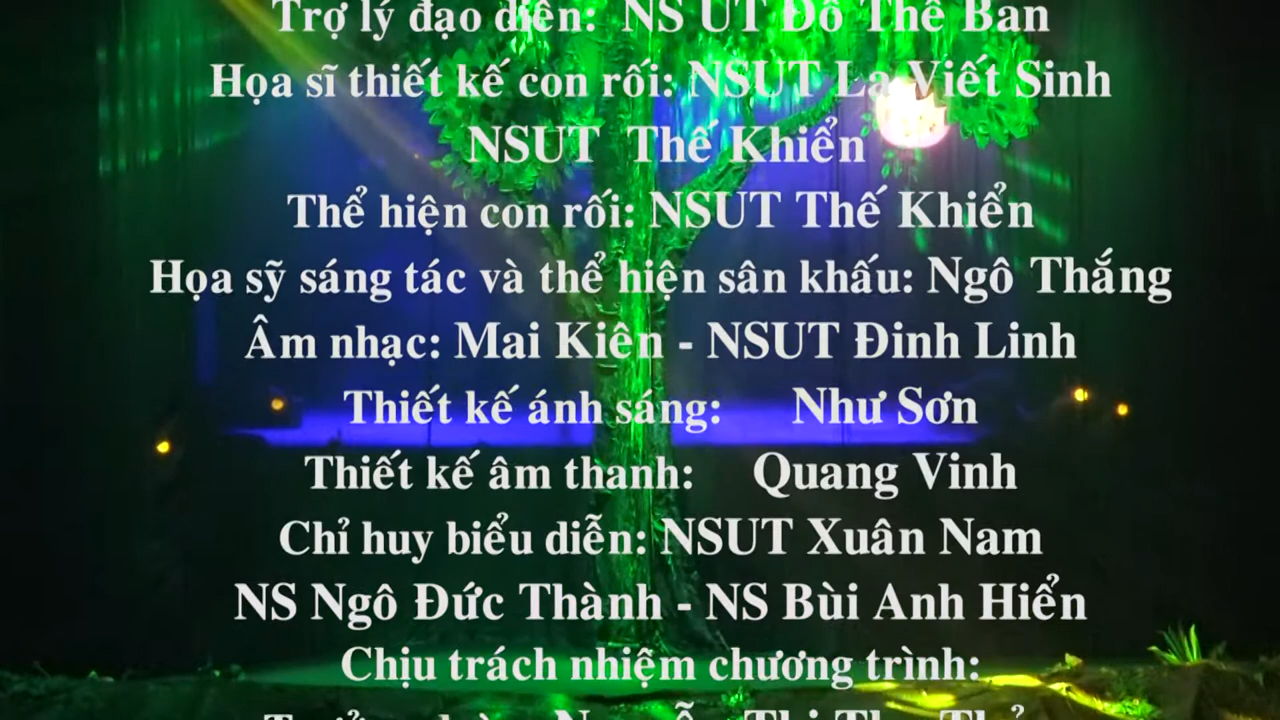 Trợ lý đạo diễn: NS ƯT Đỗ Thế Ban
Họa sĩ thiết kế con rối: NSUT La Viết Sinh
NSUT Thế Khiển
Thể hiện con rối: NSUT Thế Khiển
Họa sỹ sáng tác và thể hiện sân khấu: Ngô Thắng
Âm nhạc: Mai Kiên - NSUT Đinh Linh
Thiết kế ánh sáng: Như Sơn
Thiết kế âm thanh: Quang Vinh
Chỉ huy biểu diễn: NSUT Xuân Nam
NS Ngô Đức Thành - NS Bùi Anh Hiển
Chịu trách nhiệm chương trình: